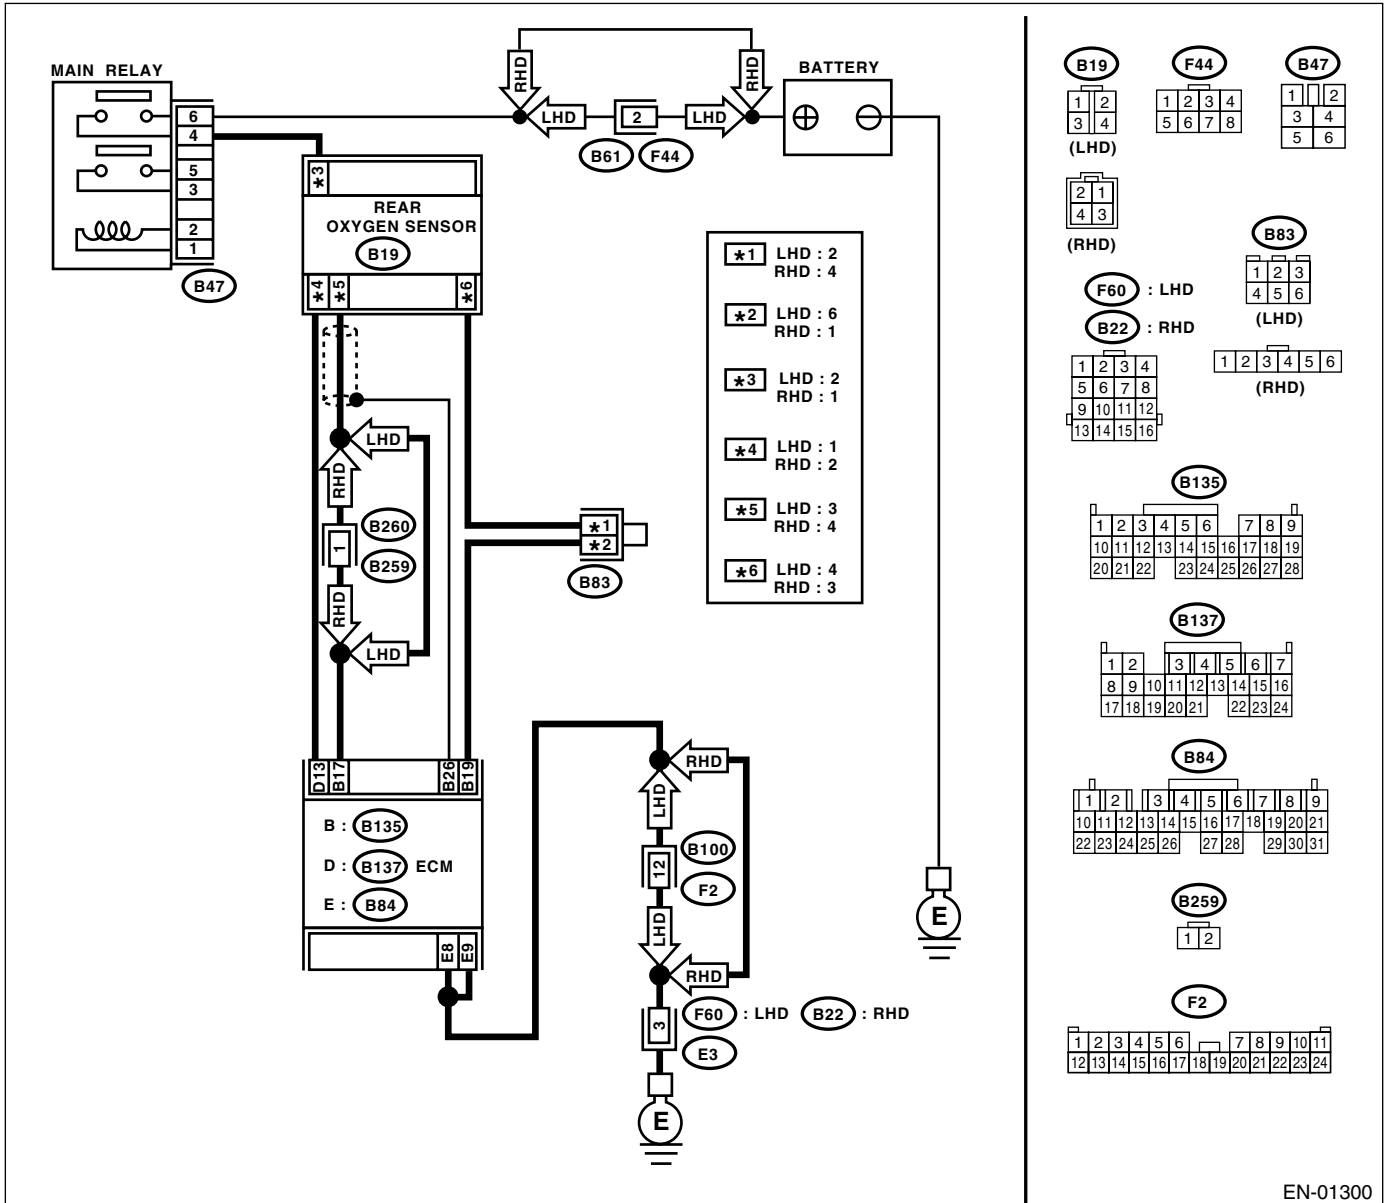 MAIN RELAY
6
4
5
3
2
1
B47
RHD
RHD
LHD
2
LHD
B61
F44
BATTERY
*3
REAR
OXYGEN SENSOR
B19
*4
*5
*6
LHD
RHD
1
B260
B259
RHD
LHD
*1
*2
B83
*1 LHD : 2
RHD : 4
*2 LHD : 6
RHD : 1
*3 LHD : 2
RHD : 1
*4 LHD : 1
RHD : 2
*5 LHD : 3
RHD : 4
*6 LHD : 4
RHD : 3
D13
B17
B26
B19
B : B135
D : B137 ECM
E : B84
E8
E9
RHD
LHD
12
B100
F2
LHD
RHD
3
F60 : LHD B22 : RHD
E3
E
E
B19
1 2
3 4
(LHD)
2 1
4 3
(RHD)
F44
1 2 3 4
5 6 7 8
B47
1 2
3 4
5 6
B83
1 2 3
4 5 6
(LHD)
1 2 3 4 5 6
(RHD)
F60 : LHD
B22 : RHD
1 2 3 4
5 6 7 8
9 10 11 12
13 14 15 16
B135
1 2 3 4 5 6 7 8 9
10 11 12 13 14 15 16 17 18 19
20 21 22 23 24 25 26 27 28
B137
1 2 3 4 5 6 7
8 9 10 11 12 13 14 15 16
17 18 19 20 21 22 23 24
B84
1 2 3 4 5 6 7 8 9
10 11 12 13 14 15 16 17 18 19 20 21
22 23 24 25 26 27 28 29 30 31
B259
1 2
F2
1 2 3 4 5 6 7 8 9 10 11
12 13 14 15 16 17 18 19 20 21 22 23 24
EN-01300